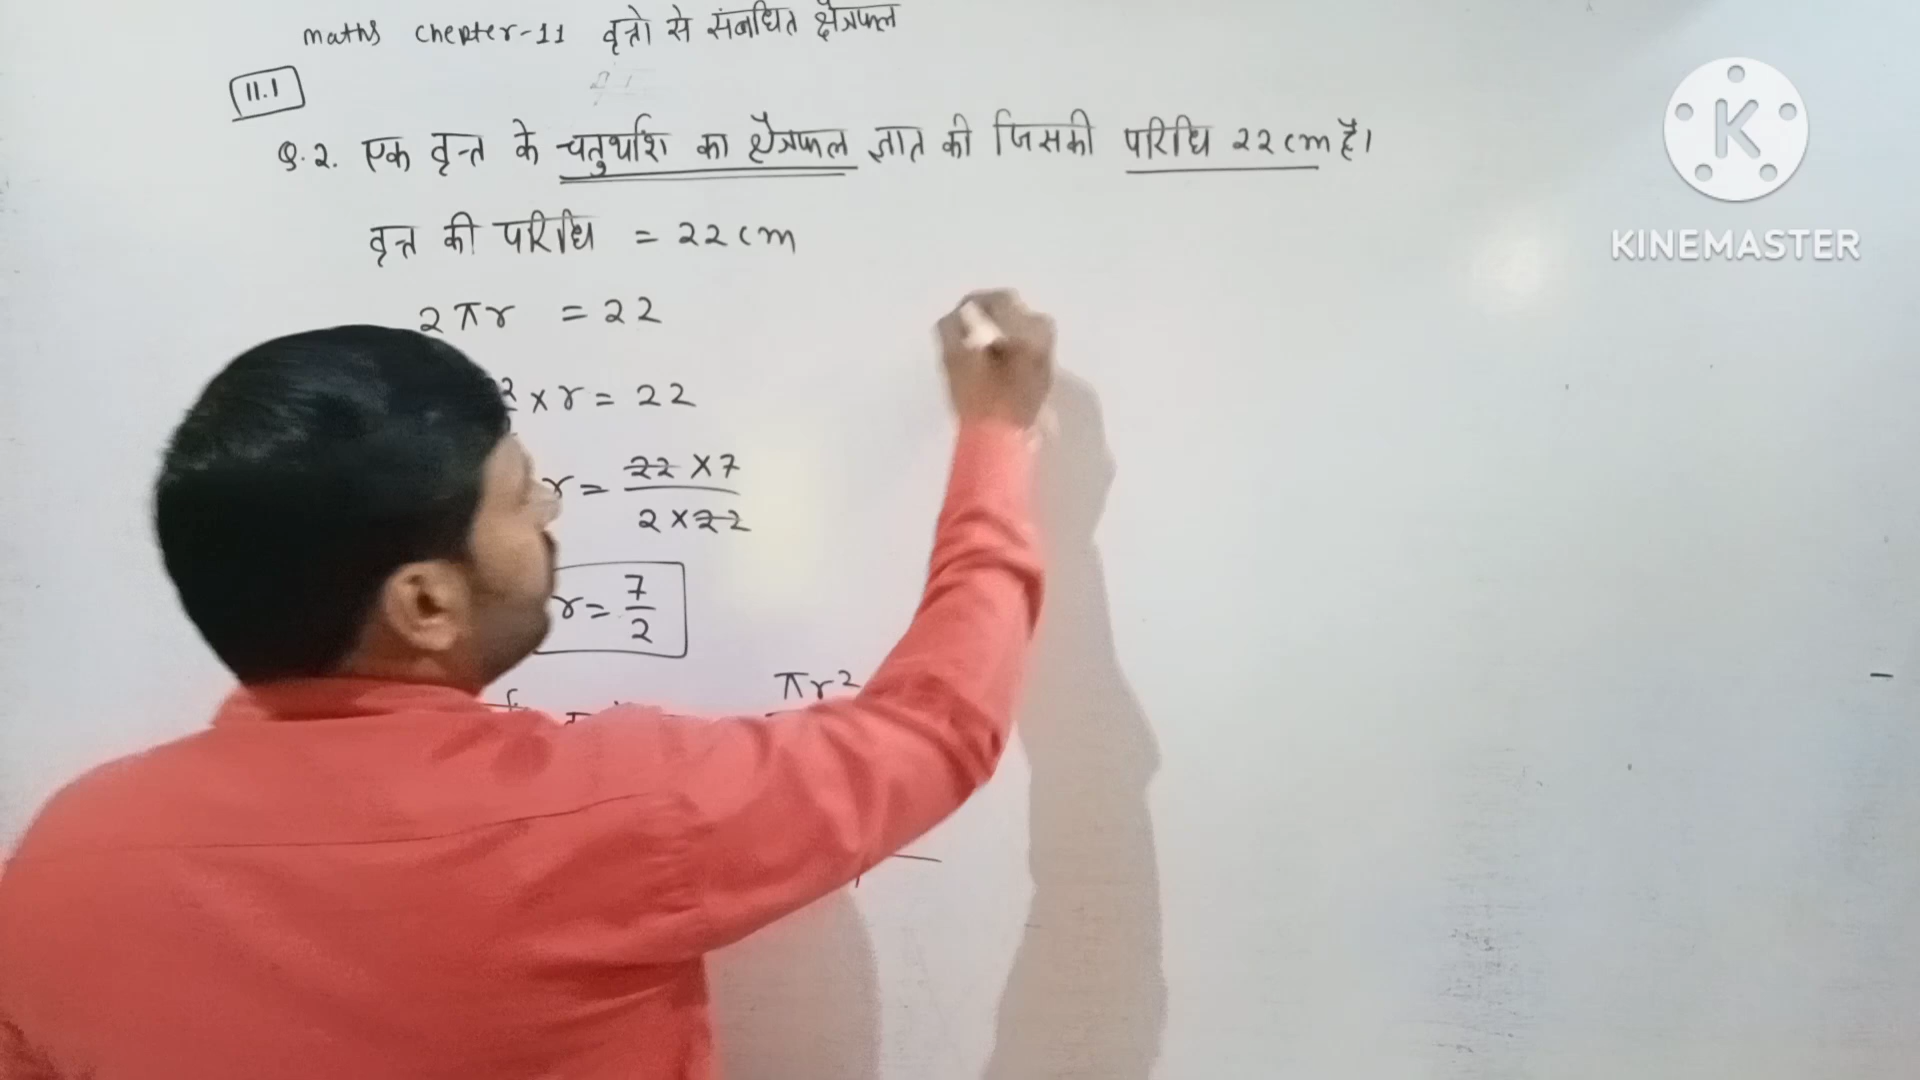 maths chepter-11 वृत्तो से संबधित क्षेत्रफल
11.1
Q.2. एक वृत्त के चतुर्थाश का क्षेत्रफल ज्ञात की जिसकी परिधि 22 cm है।
वृत्त की परिधि = 22 cm
2πr = 22
× r = 22
r = 22 × 7 / 2 × 22
r = 7/2
πr²
K
KINEMASTER